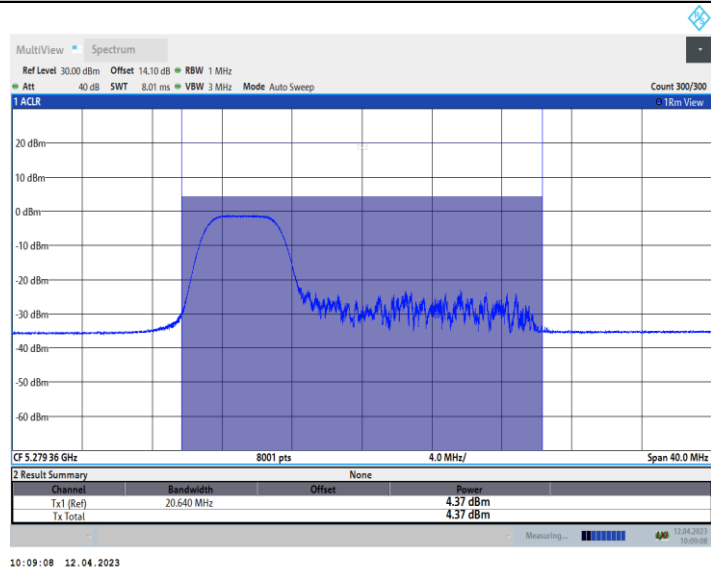 MultiView Spectrum
Ref Level 30.00 dBm Offset 14.10 dB RBW 1 MHz
Att 40 dB SWT 8.01 ms VBW 3 MHz Mode Auto Sweep Count 300/300
1 ACLR 1Rm View
20 dBm
10 dBm
0 dBm
-10 dBm
-20 dBm
-30 dBm
-40 dBm
-50 dBm
-60 dBm
CF 5.279 36 GHz 8001 pts 4.0 MHz/ Span 40.0 MHz
2 Result Summary None
Channel Bandwidth Offset Power
Tx1 (Ref) 20.640 MHz 4.37 dBm
Tx Total 4.37 dBm
Measuring... 12.04.2023
10:09:08
10:09:08 12.04.2023